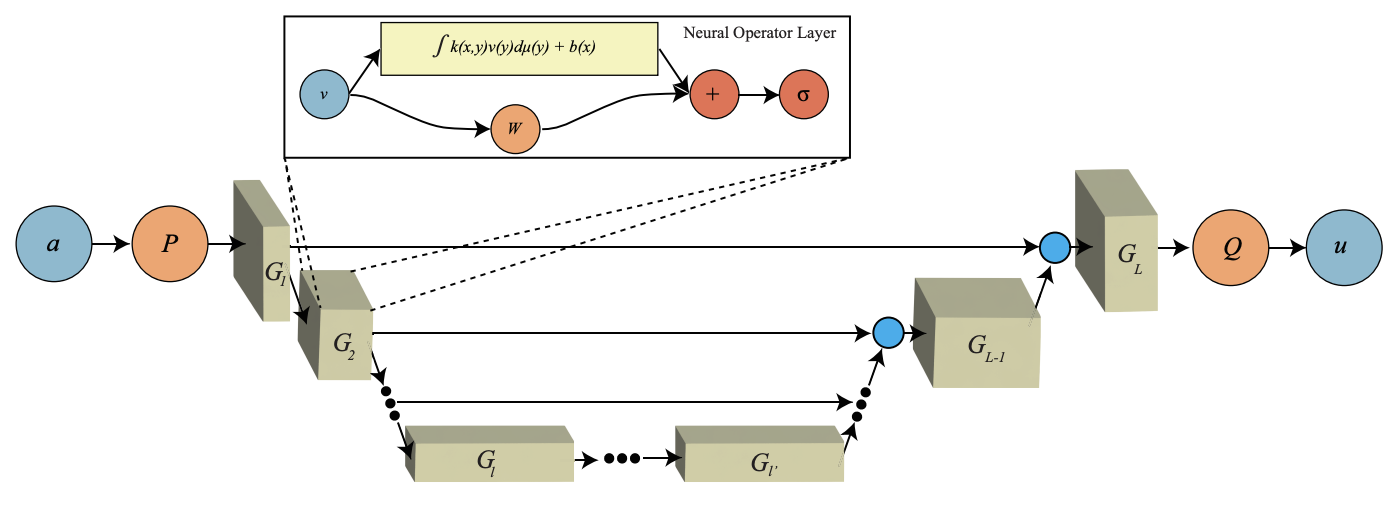 Neural Operator Layer
∫ k(x,y)v(y)dμ(y) + b(x)
v
W
+
σ
a
P
G1
G2
Gl
Gl'
GL-1
GL
Q
u